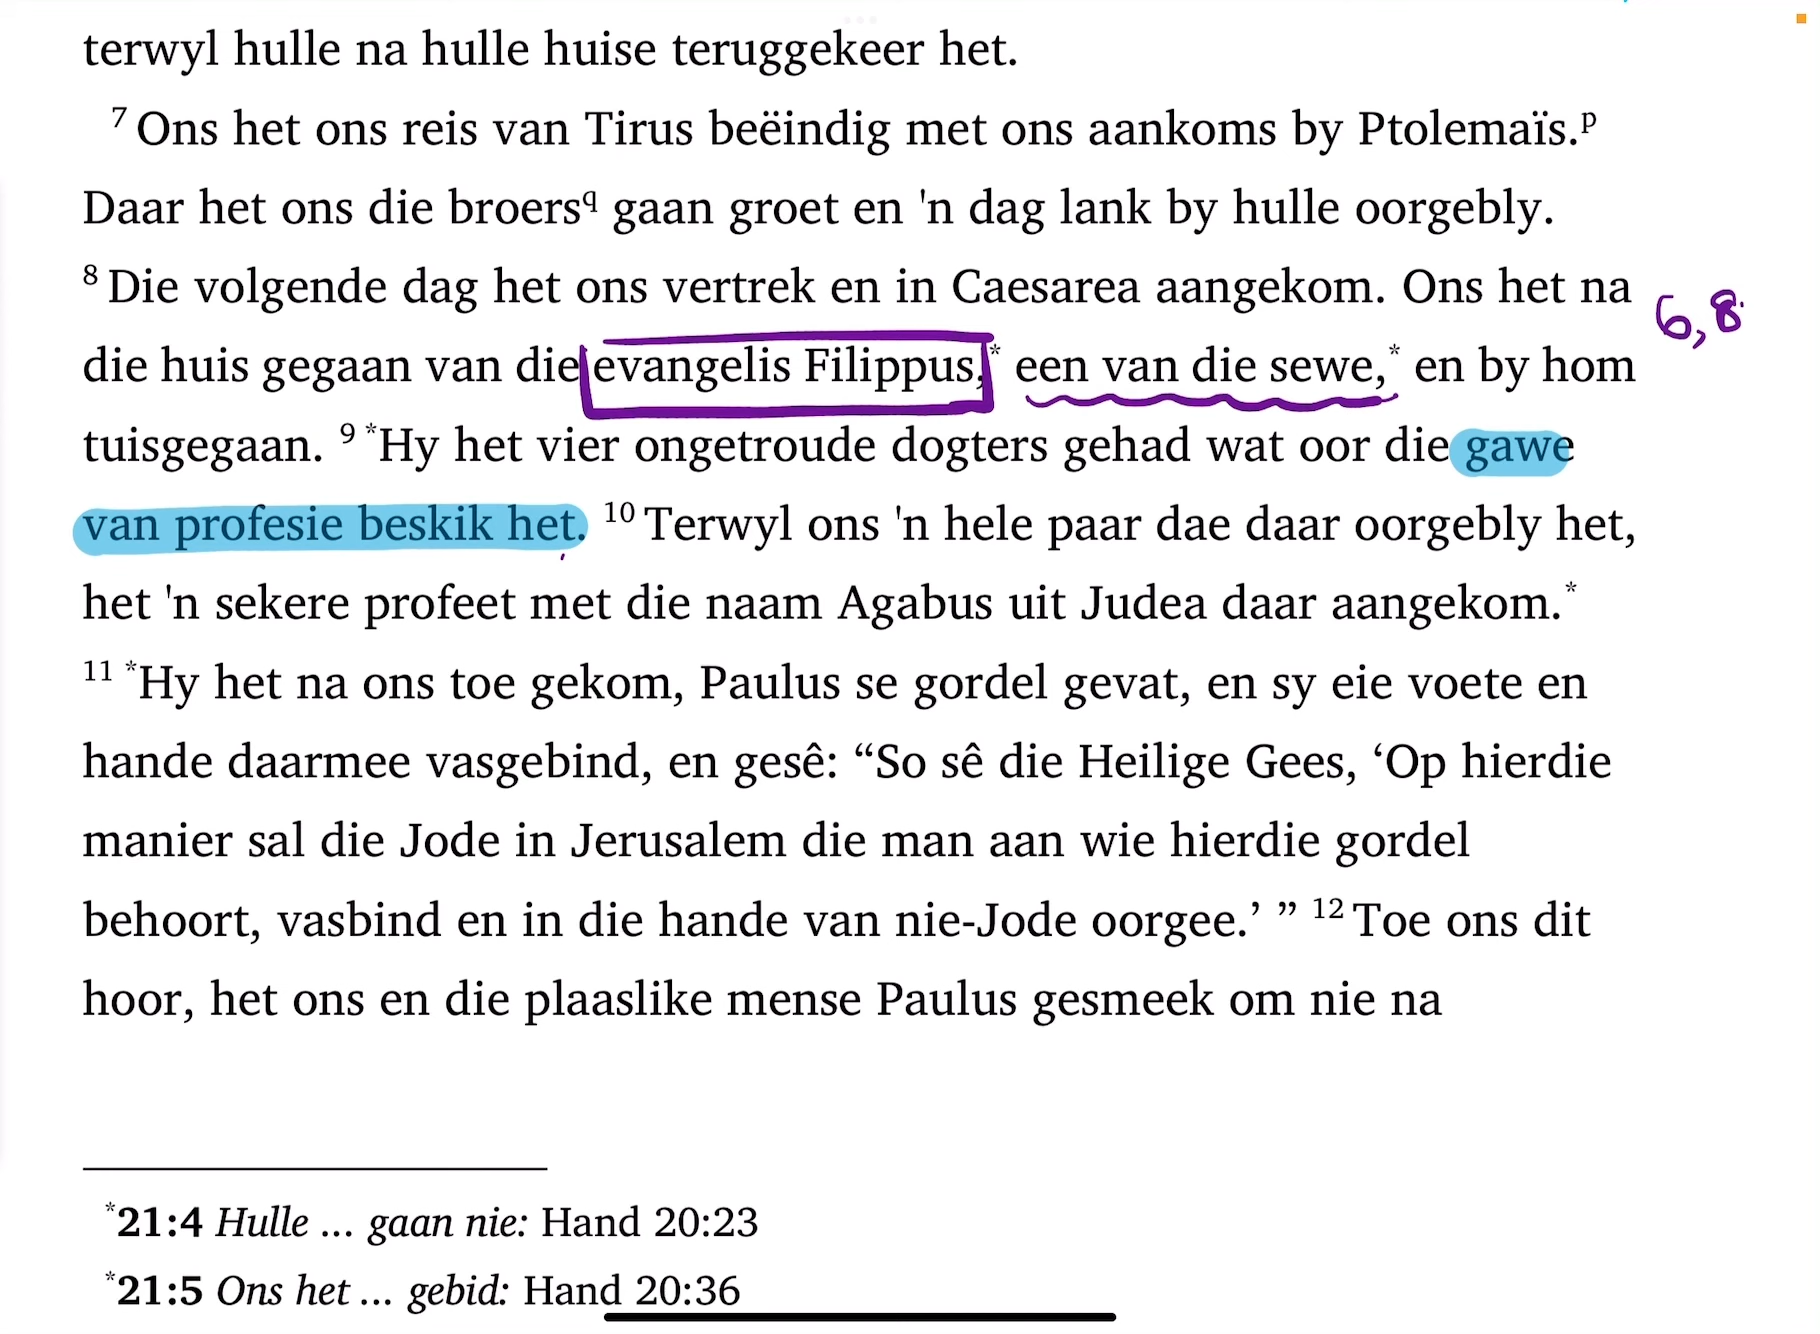 terwyl hulle na hulle huise teruggekeer het.
7 Ons het ons reis van Tirus beëindig met ons aankoms by Ptolemaïs.p
Daar het ons die broersq gaan groet en 'n dag lank by hulle oorgebly.
8 Die volgende dag het ons vertrek en in Caesarea aangekom. Ons het na
6,8
die huis gegaan van die evangelis Filippus,* een van die sewe,* en by hom
tuisgegaan. 9 *Hy het vier ongetroude dogters gehad wat oor die gawe
van profesie beskik het. 10 Terwyl ons 'n hele paar dae daar oorgebly het,
het 'n sekere profeet met die naam Agabus uit Judea daar aangekom.*
11 *Hy het na ons toe gekom, Paulus se gordel gevat, en sy eie voete en
hande daarmee vasgebind, en gesê: “So sê die Heilige Gees, ‘Op hierdie
manier sal die Jode in Jerusalem die man aan wie hierdie gordel
behoort, vasbind en in die hande van nie-Jode oorgee.’ ” 12 Toe ons dit
hoor, het ons en die plaaslike mense Paulus gesmeek om nie na
*21:4 Hulle ... gaan nie: Hand 20:23
*21:5 Ons het ... gebid: Hand 20:36